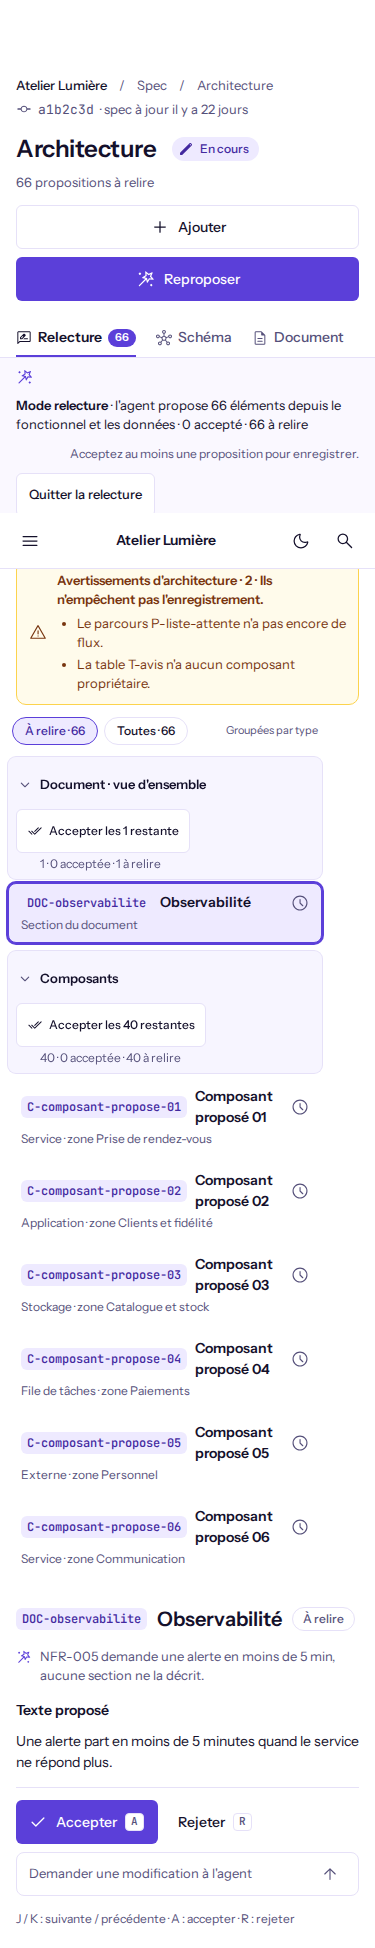 Atelier Lumière / Spec / Architecture
a1b2c3d · spec à jour il y a 22 jours
Architecture En cours
66 propositions à relire
Ajouter
Reproposer
Relecture 66 Schéma Document
Mode relecture · l'agent propose 66 éléments depuis le
fonctionnel et les données · 0 accepté · 66 à relire
Acceptez au moins une proposition pour enregistrer.
Quitter la relecture
Atelier Lumière
Avertissements d'architecture · 2 · Ils
n'empêchent pas l'enregistrement.
• Le parcours P-liste-attente n'a pas encore de
flux.
• La table T-avis n'a aucun composant
propriétaire.
À relire · 66 Toutes · 66 Groupées par type
Document · vue d'ensemble
Accepter les 1 restante
1 · 0 acceptée · 1 à relire
DOC-observabilite Observabilité
Section du document
Composants
Accepter les 40 restantes
40 · 0 acceptée · 40 à relire
C-composant-propose-01 Composant
proposé 01
Service · zone Prise de rendez-vous
C-composant-propose-02 Composant
proposé 02
Application · zone Clients et fidélité
C-composant-propose-03 Composant
proposé 03
Stockage · zone Catalogue et stock
C-composant-propose-04 Composant
proposé 04
File de tâches · zone Paiements
C-composant-propose-05 Composant
proposé 05
Externe · zone Personnel
C-composant-propose-06 Composant
proposé 06
Service · zone Communication
DOC-observabilite Observabilité À relire
NFR-005 demande une alerte en moins de 5 min,
aucune section ne la décrit.
Texte proposé
Une alerte part en moins de 5 minutes quand le service
ne répond plus.
Accepter A Rejeter R
Demander une modification à l'agent
J / K : suivante / précédente · A : accepter · R : rejeter